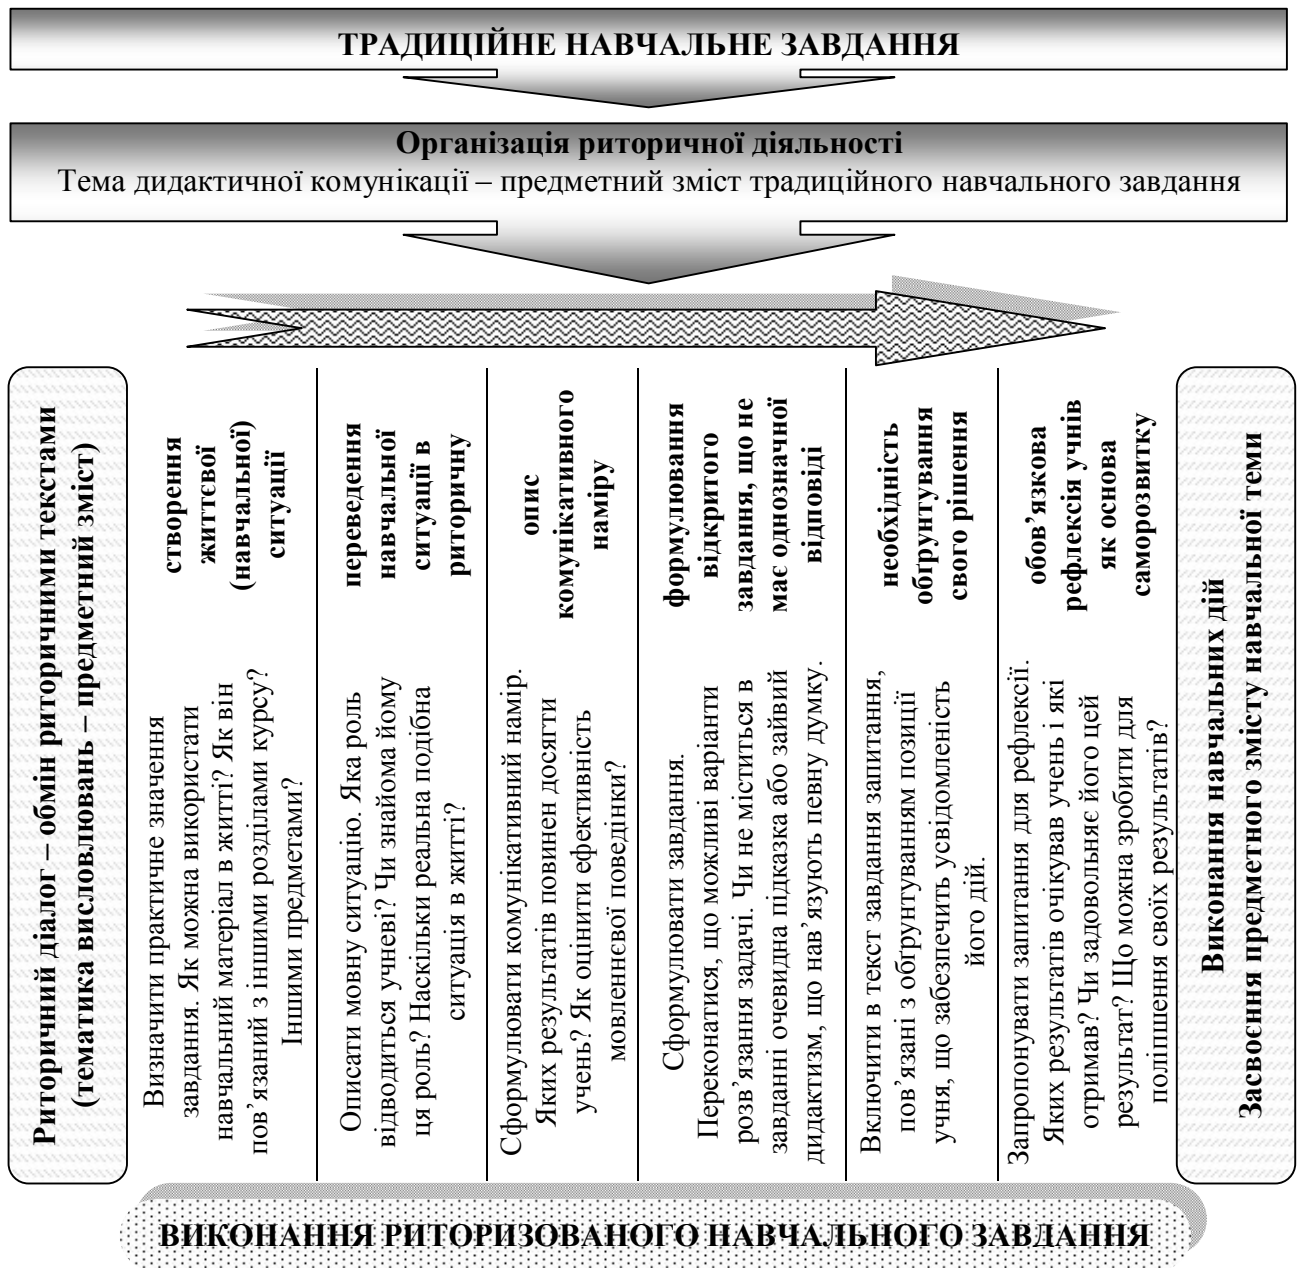 ТРАДИЦІЙНЕ НАВЧАЛЬНЕ ЗАВДАННЯ
Організація риторичної діяльності
Тема дидактичної комунікації – предметний зміст традиційного навчального завдання
Риторичний діалог – обмін риторичними текстами
(тематика висловлювань – предметний зміст)
створення
життєвої
(навчальної)
ситуації
Визначити практичне значення
завдання. Як можна використати
навчальний матеріал в житті? Як він
пов’язаний з іншими розділами курсу?
Іншими предметами?
переведення
навчальної
ситуації в
риторичну
Описати мовну ситуацію. Яка роль
відводиться учневі? Чи знайома йому
ця роль? Наскільки реальна подібна
ситуація в житті?
опис
комунікативного
наміру
Сформулювати комунікативний намір.
Яких результатів повинен досягти
учень? Як оцінити ефективність
мовленнєвої поведінки?
формулювання
відкритого
завдання, що не
має однозначної
відповіді
Сформулювати завдання.
Переконатися, що можливі варіанти
розв’язання задачі. Чи не міститься в
завданні очевидна підказка або зайвий
дидактизм, що нав’язують певну думку.
необхідність
обґрунтування
свого рішення
Включити в текст завдання запитання,
пов’язані з обґрунтуванням позиції
учня, що забезпечить усвідомленість
його дій.
обов’язкова
рефлексія учнів
як основа
саморозвитку
Запропонувати запитання для рефлексії.
Яких результатів очікував учень і які
отримав? Чи задовольняє його цей
результат? Що можна зробити для
поліпшення своїх результатів?
Виконання навчальних дій
Засвоєння предметного змісту навчальної теми
ВИКОНАННЯ РИТОРИЗОВАНОГО НАВЧАЛЬНОГО ЗАВДАННЯ